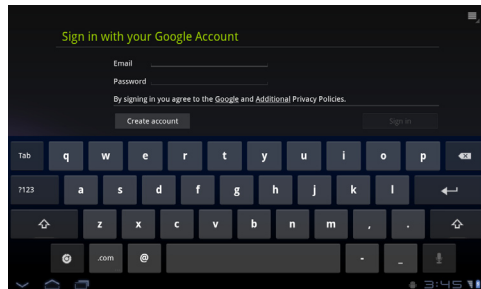 Sign in with your Google Account
Email
Password
By signing in you agree to the Google and Additional Privacy Policies.
Create account
Sign in
Tab q w e r t y u i o p
?123 a s d f g h j k l
z x c v b n m , .
.com @ - _
3:45